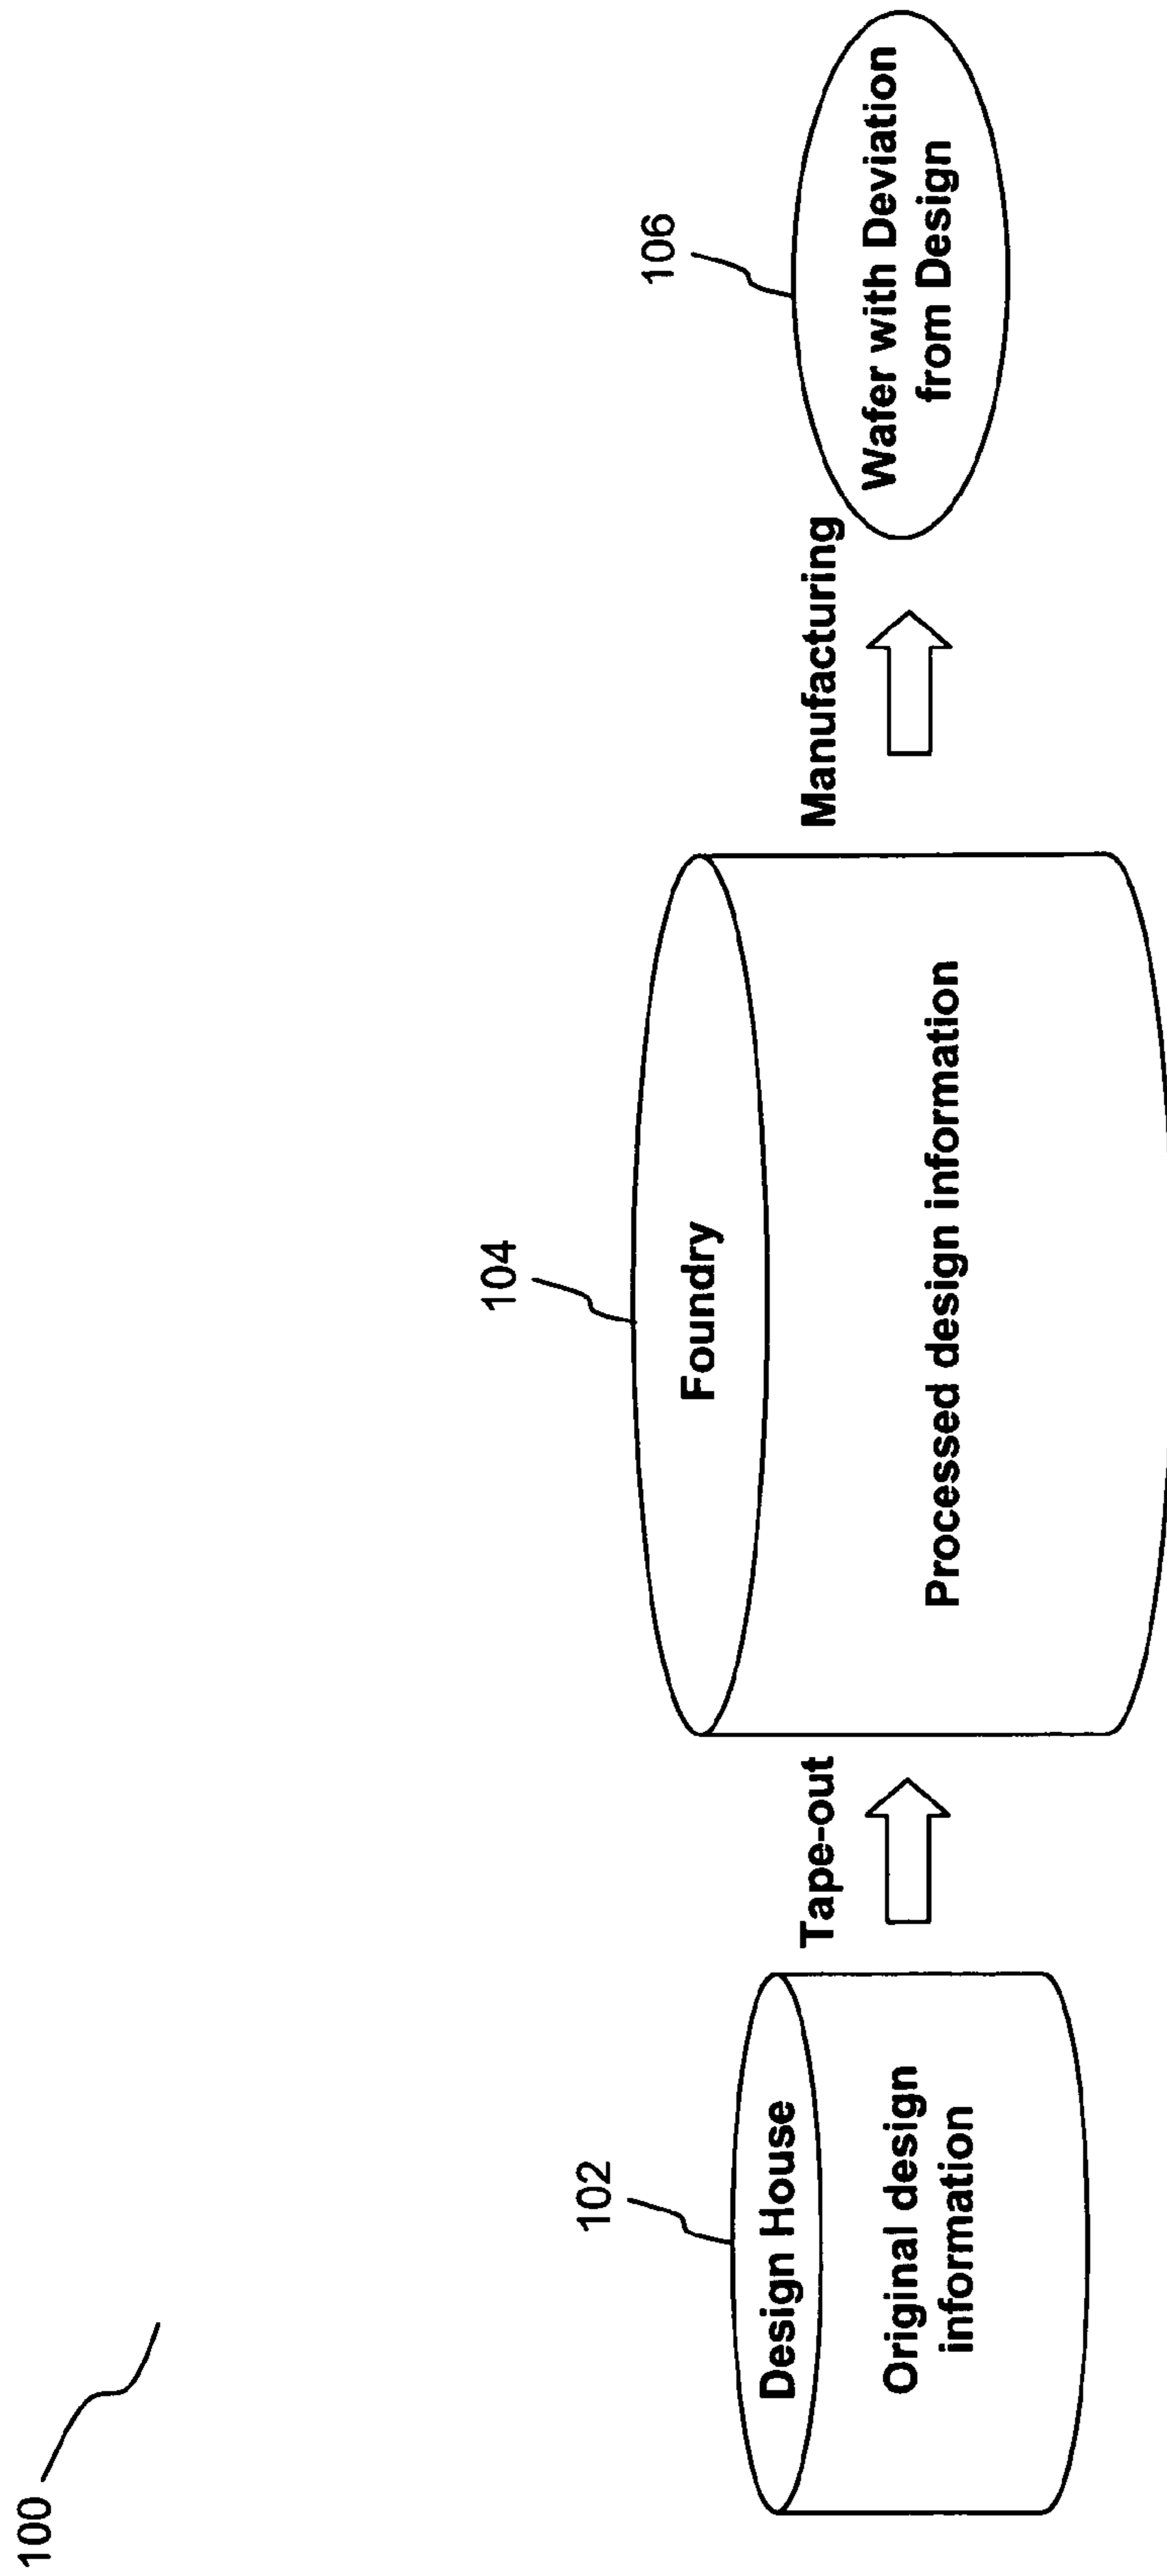 100
102
Design House
Original design
information
Tape-out
104
Foundry
Processed design information
Manufacturing
106
Wafer with Deviation
from Design